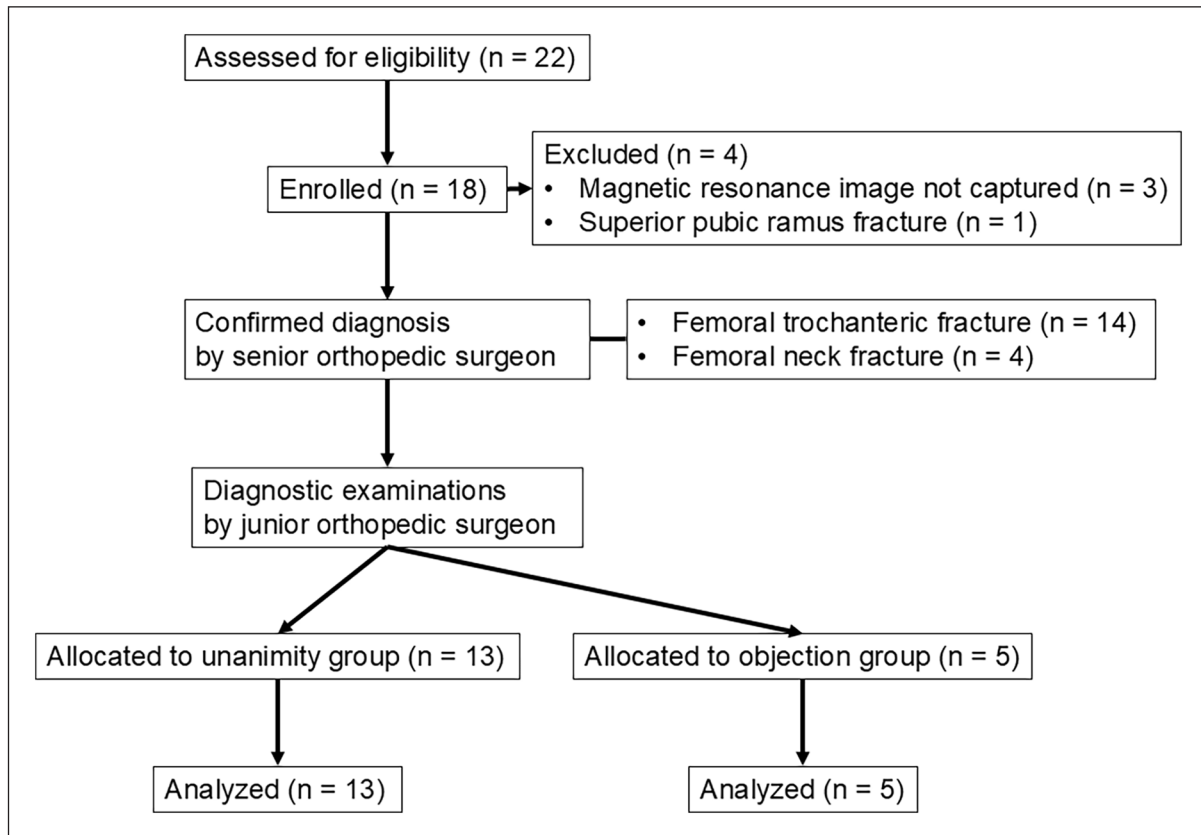 Assessed for eligibility (n = 22)
Enrolled (n = 18)
Excluded (n = 4)
• Magnetic resonance image not captured (n = 3)
• Superior pubic ramus fracture (n = 1)
Confirmed diagnosis
by senior orthopedic surgeon
• Femoral trochanteric fracture (n = 14)
• Femoral neck fracture (n = 4)
Diagnostic examinations
by junior orthopedic surgeon
Allocated to unanimity group (n = 13)
Allocated to objection group (n = 5)
Analyzed (n = 13)
Analyzed (n = 5)